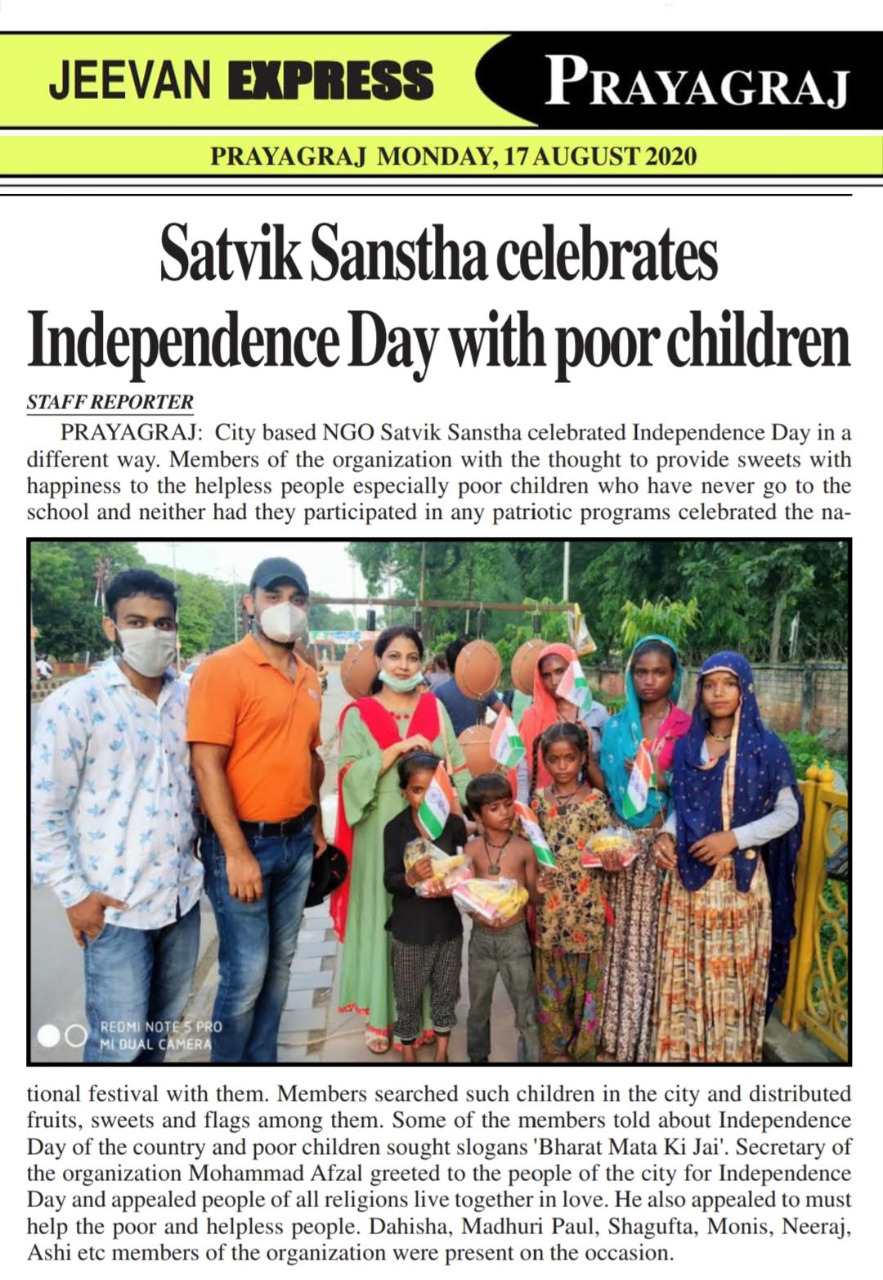 JEEVAN EXPRESS
PRAYAGRAJ
PRAYAGRAJ MONDAY, 17 AUGUST 2020
Satvik Sanstha celebrates
Independence Day with poor children
STAFF REPORTER
PRAYAGRAJ: City based NGO Satvik Sanstha celebrated Independence Day in a
different way. Members of the organization with the thought to provide sweets with
happiness to the helpless people especially poor children who have never go to the
school and neither had they participated in any patriotic programs celebrated the na-
REDMI NOTE 5 PRO
MI DUAL CAMERA
tional festival with them. Members searched such children in the city and distributed
fruits, sweets and flags among them. Some of the members told about Independence
Day of the country and poor children sought slogans 'Bharat Mata Ki Jai'. Secretary of
the organization Mohammad Afzal greeted to the people of the city for Independence
Day and appealed people of all religions live together in love. He also appealed to must
help the poor and helpless people. Dahisha, Madhuri Paul, Shagufta, Monis, Neeraj,
Ashi etc members of the organization were present on the occasion.